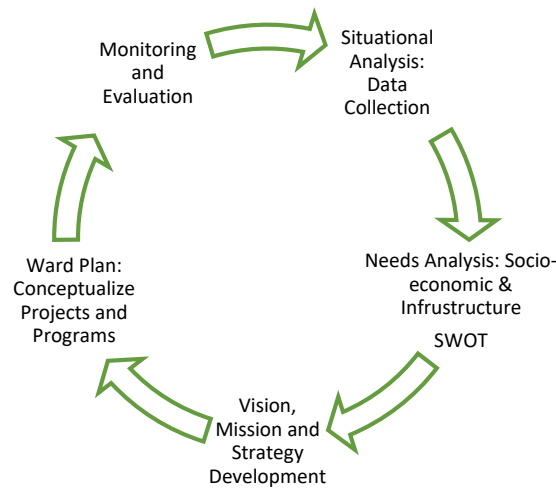 Situational
Analysis:
Data
Collection
Needs Analysis: Socio-
economic &
Infrustructure
SWOT
Vision,
Mission and
Strategy
Development
Ward Plan:
Conceptualize
Projects and
Programs
Monitoring
and
Evaluation